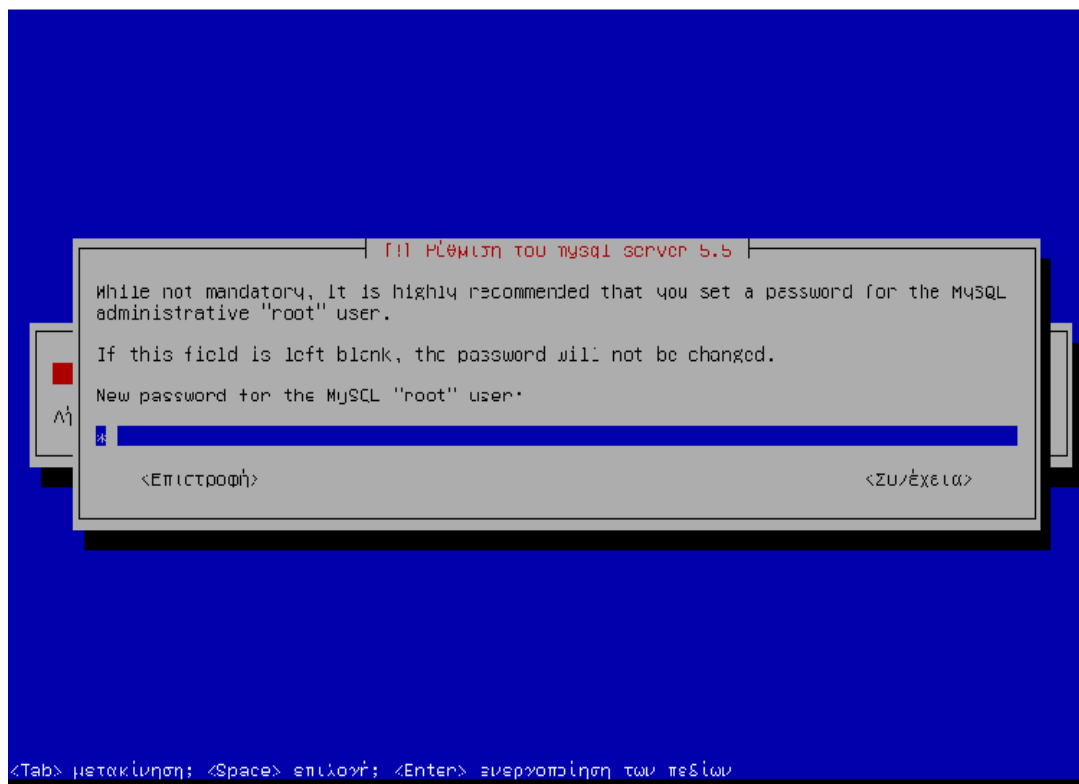 [!] Ρύθμιση του mysql server 5.5
While not mandatory, it is highly recommended that you set a password for the MySQL
administrative "root" user.
If this field is left blank, the password will not be changed.
New password for the MySQL "root" user:
*
<Επιστροφή> <Συνέχεια>
Λή
<Tab> μετακίνηση; <Space> επιλογή; <Enter> ενεργοποίηση των πεδίων